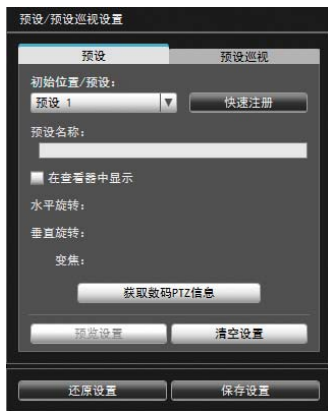 预设/预设巡视设置
预设
预设巡视
初始位置/预设：
预设 1
快速注册
预设名称：
在查看器中显示
水平旋转：
垂直旋转：
变焦：
获取数码PTZ信息
预览设置
清空设置
还原设置
保存设置